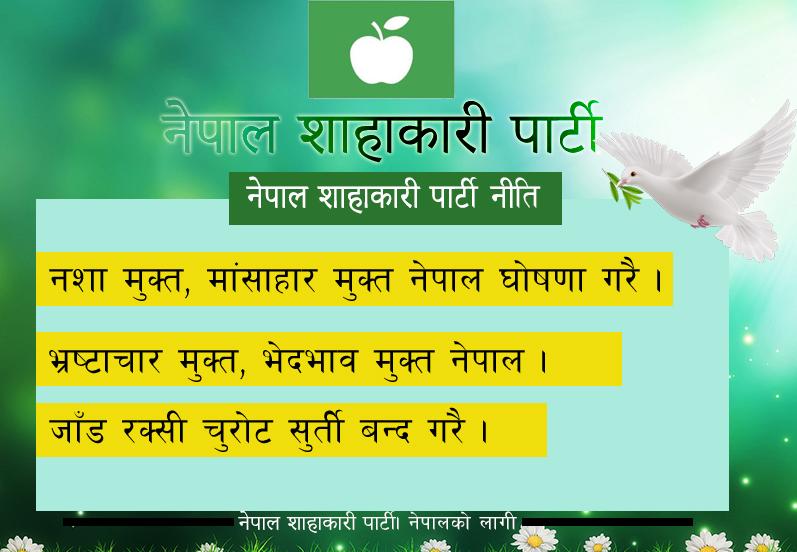 नेपाल शाहाकारी पार्टी
नेपाल शाहाकारी पार्टी नीति
नशा मुक्त, मांसाहार मुक्त नेपाल घोषणा गरै ।
भ्रष्टाचार मुक्त, भेदभाव मुक्त नेपाल ।
जाँड रक्सी चुरोट सुर्ती बन्द गरै ।
नेपाल शाहाकारी पार्टी। नेपालको लागी